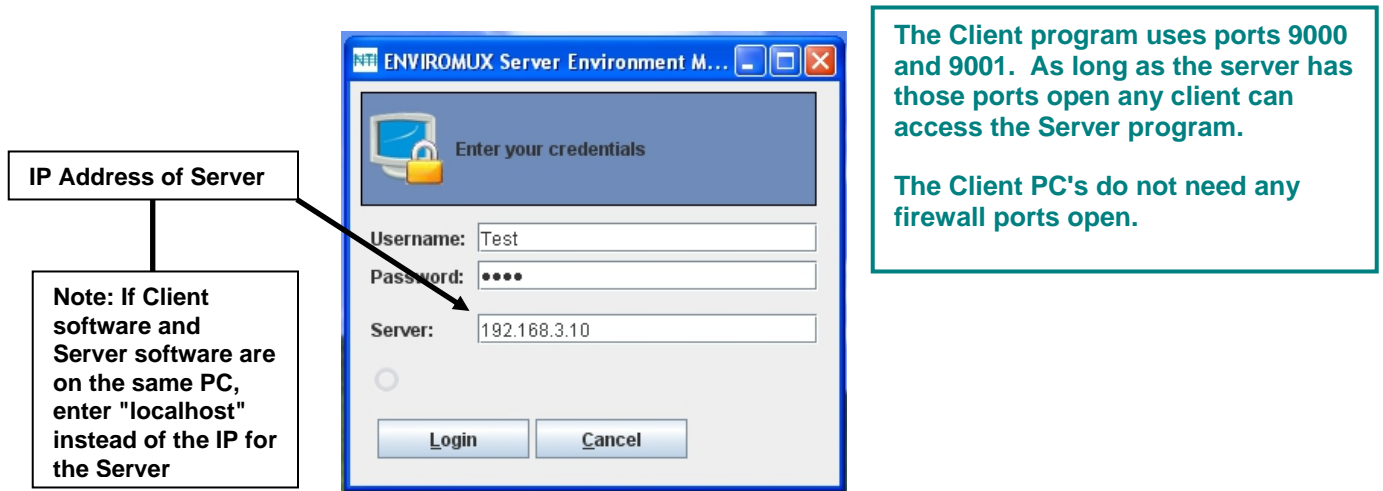 IP Address of Server
Note: If Client
software and
Server software are
on the same PC,
enter "localhost"
instead of the IP for
the Server
NTI ENVIROMUX Server Environment M...
Enter your credentials
Username: Test
Password: ••••
Server: 192.168.3.10
Login Cancel
The Client program uses ports 9000
and 9001. As long as the server has
those ports open any client can
access the Server program.
The Client PC's do not need any
firewall ports open.